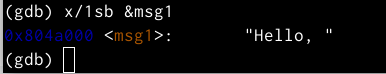 (gdb) x/1sb &msg1
0x804a000 <msg1>:        "Hello, "
(gdb)